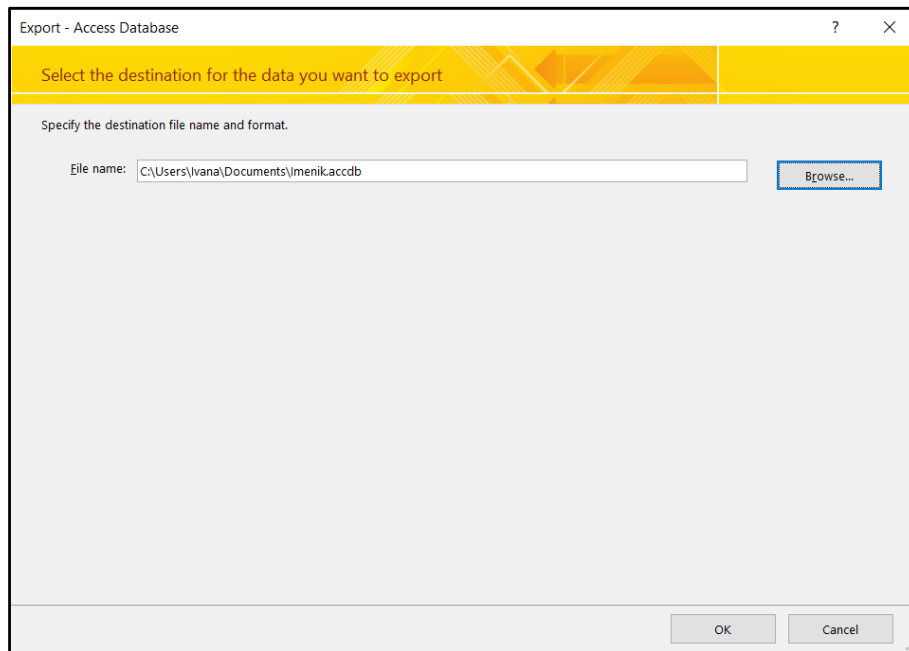 Export - Access Database
?
Select the destination for the data you want to export
Specify the destination file name and format.
File name: C:\Users\Ivana\Documents\Imenik.accdb
Browse...
OK
Cancel